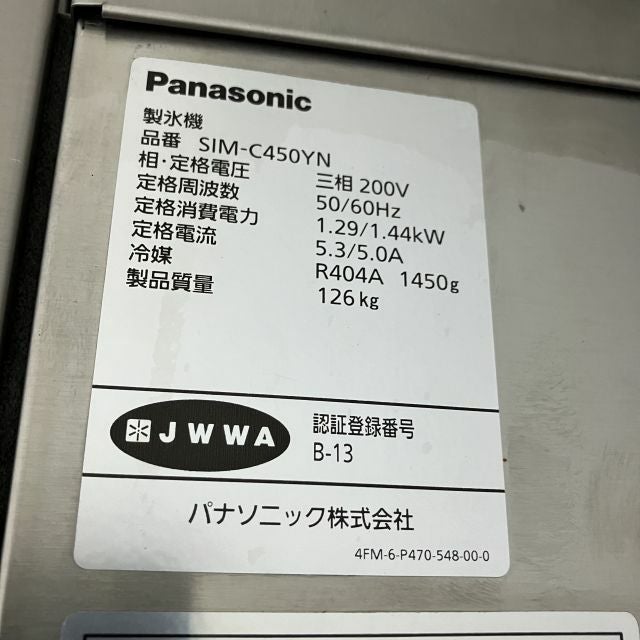 Panasonic
製氷機
品番 SIM-C450YN
相・定格電圧 三相 200V
定格周波数 50/60Hz
定格消費電力 1.29/1.44kW
定格電流 5.3/5.0A
冷媒 R404A 1450g
製品質量 126kg
JWWA 認証登録番号
B-13
パナソニック株式会社
4FM-6-P470-548-00-0